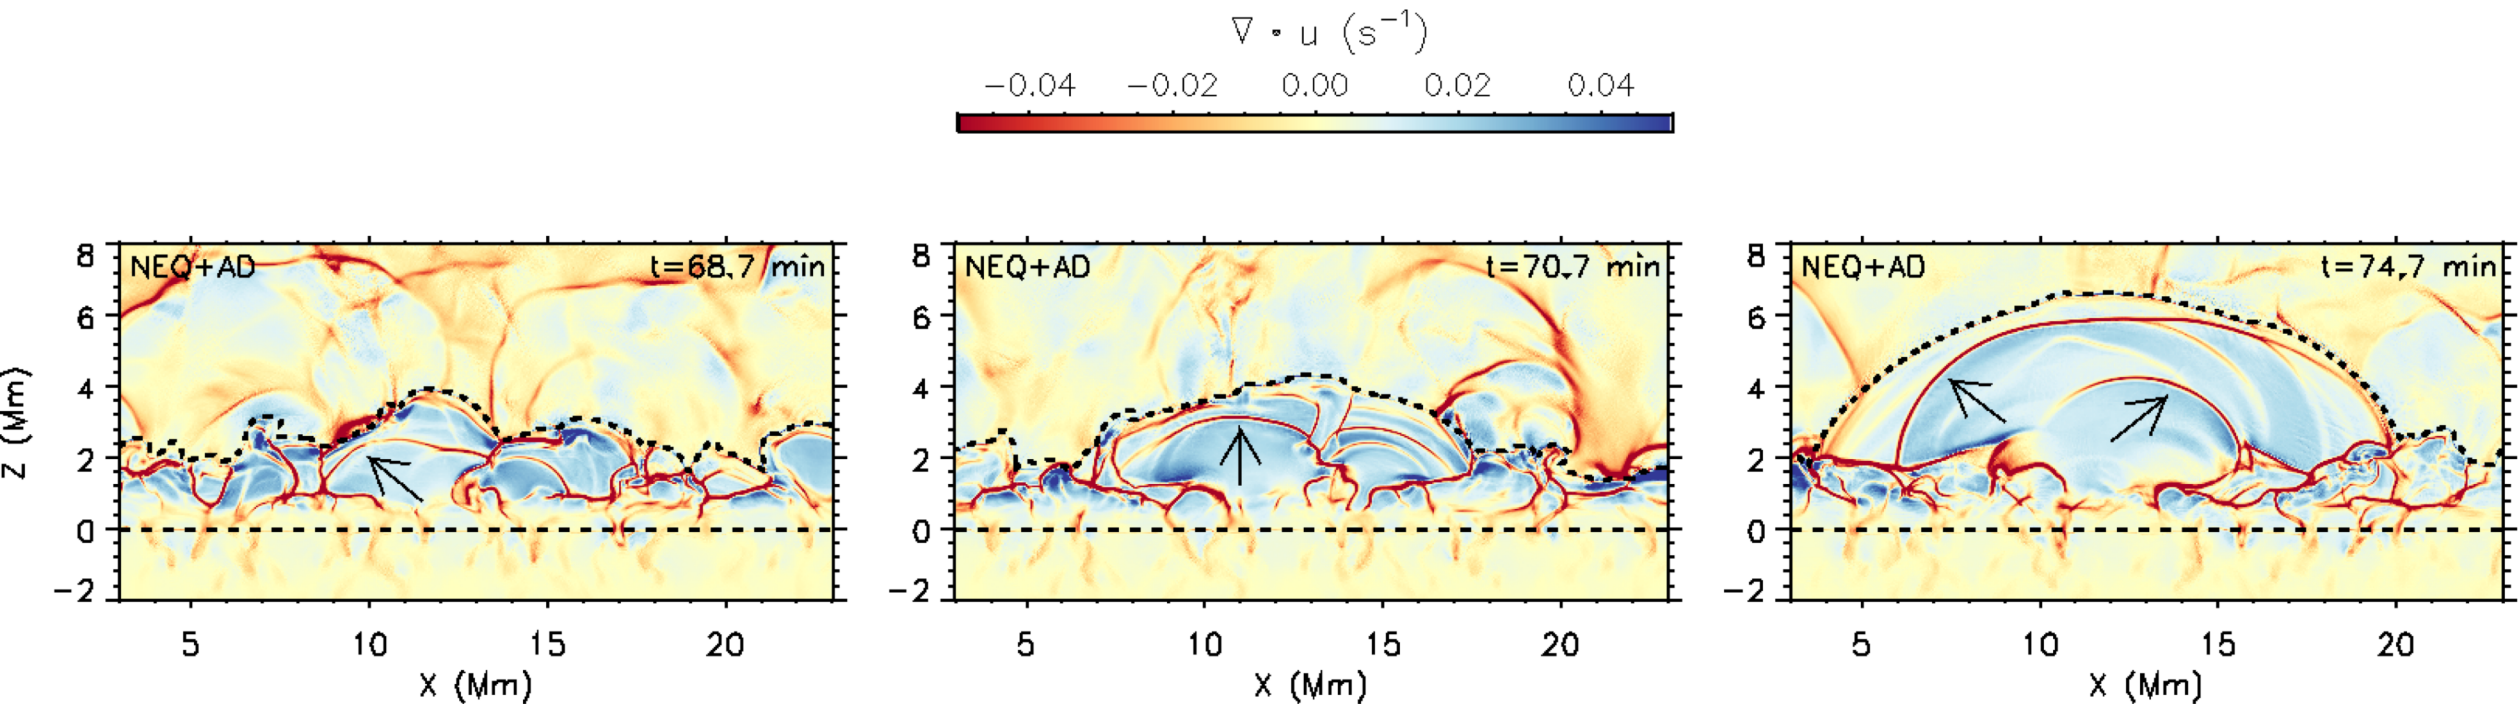 ∇ • u (s⁻¹)
−0.04 −0.02 0.00 0.02 0.04
NEQ+AD t=68.7 min
NEQ+AD t=70.7 min
NEQ+AD t=74.7 min
Z (Mm)
8
6
4
2
0
−2
8
6
4
2
0
−2
8
6
4
2
0
−2
5 10 15 20
5 10 15 20
5 10 15 20
X (Mm)
X (Mm)
X (Mm)